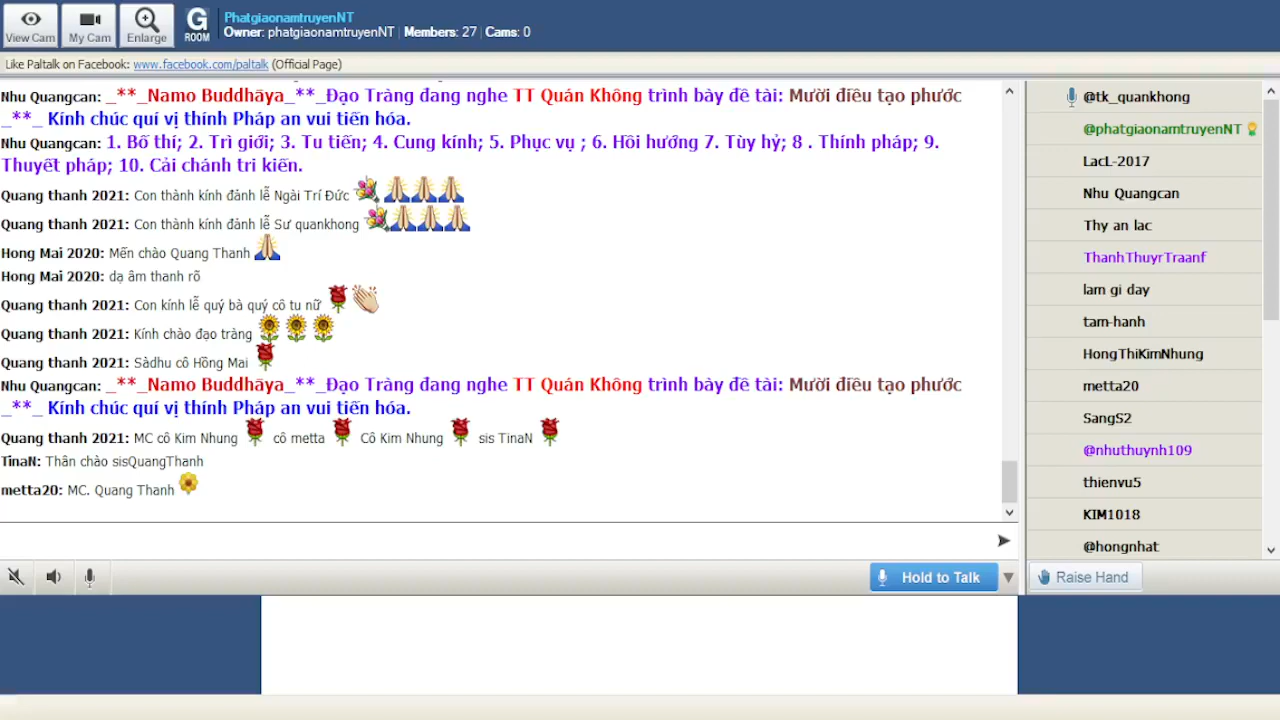 View Cam
My Cam
Enlarge
G
ROOM
PhatgiaonamtruyenNT
Owner: phatgiaonamtruyenNT | Members: 27 | Cams: 0
Like Paltalk on Facebook: www.facebook.com/paltalk (Official Page)
Nhu Quangcan: _**_Namo Buddhāya_**_Đạo Tràng đang nghe TT Quán Không trình bày đề tài: Mười điều tạo phước
_**_ Kính chúc quí vị thính Pháp an vui tiến hóa.
Nhu Quangcan: 1. Bố thí; 2. Trì giới; 3. Tu tiến; 4. Cung kính; 5. Phục vụ ; 6. Hồi hướng 7. Tùy hỷ; 8 . Thính pháp; 9.
Thuyết pháp; 10. Cải chánh tri kiến.
Quang thanh 2021: Con thành kính đảnh lễ Ngài Trí Đức
Quang thanh 2021: Con thành kính đảnh lễ Sư quankhong
Hong Mai 2020: Mến chào Quang Thanh
Hong Mai 2020: dạ âm thanh rõ
Quang thanh 2021: Con kính lễ quý bà quý cô tu nữ
Quang thanh 2021: Kính chào đạo tràng
Quang thanh 2021: Sàdhu cô Hồng Mai
Nhu Quangcan: _**_Namo Buddhāya_**_Đạo Tràng đang nghe TT Quán Không trình bày đề tài: Mười điều tạo phước
_**_ Kính chúc quí vị thính Pháp an vui tiến hóa.
Quang thanh 2021: MC cô Kim Nhung cô metta Cô Kim Nhung sis TinaN
TinaN: Thân chào sisQuangThanh
metta20: MC. Quang Thanh
@tk_quankhong
@phatgiaonamtruyenNT
LacL-2017
Nhu Quangcan
Thy an lac
ThanhThuyrTraanf
lam gi day
tam-hanh
HongThiKimNhung
metta20
SangS2
@nhuthuynh109
thienvu5
KIM1018
@hongnhat
Hold to Talk
Raise Hand